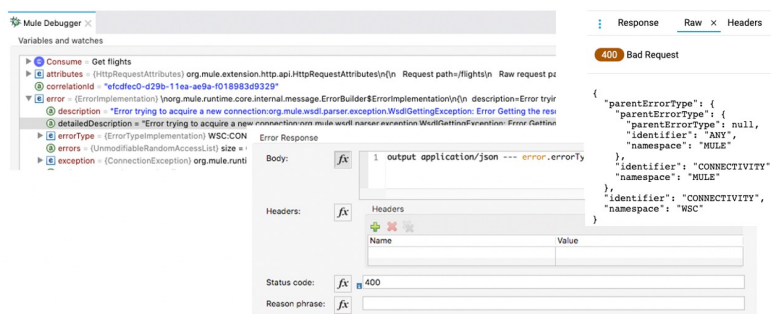 Mule Debugger
Variables and watches
Consume = Get flights
attributes = {HttpRequestAttributes} org.mule.extension.http.api.HttpRequestAttributes\n{\n Request path=/flights\n Raw request pa
correlationId = "efcdfec0-d29b-11ea-ae9a-f018983d9329"
error = {ErrorImplementation} \norg.mule.runtime.core.internal.message.ErrorBuilder$ErrorImplementation\n{\n description=Error tryin
description = "Error trying to acquire a new connection:org.mule.wsdl.parser.exception.WsdlGettingException: Error Getting the res
detailedDescription = "Error trying to acquire a new connection:org.mule.wsdl.parser.exception.WsdlGettingException: Error Getting
errorType = {ErrorTypeImplementation} WSC:CON
errors = {UnmodifiableRandomAccessList} size =
exception = {ConnectionException} org.mule.runti
Error Response
Body:
fx
1 output application/json --- error.errorTy
Headers:
fx
Headers
Name Value
Status code:
fx
400
Reason phrase:
fx
Response Raw × Headers
400 Bad Request
{
"parentErrorType": {
"parentErrorType": {
"parentErrorType": null,
"identifier": "ANY",
"namespace": "MULE"
},
"identifier": "CONNECTIVITY",
"namespace": "MULE"
},
"identifier": "CONNECTIVITY",
"namespace": "WSC"
}